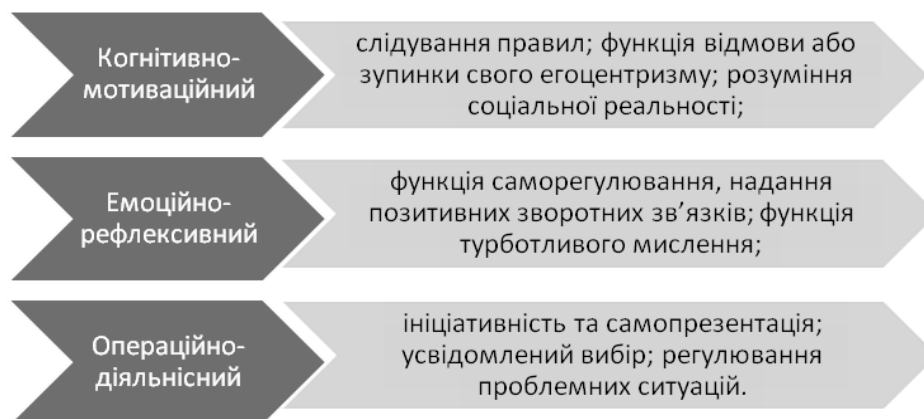 Когнітивно-
мотиваційний
слідування правил; функція відмови або
зупинки свого егоцентризму; розуміння
соціальної реальності;
Емоційно-
рефлексивний
функція саморегулювання, надання
позитивних зворотних зв’язків; функція
турботливого мислення;
Операційно-
діяльнісний
ініціативність та самопрезентація;
усвідомлений вибір; регулювання
проблемних ситуацій.